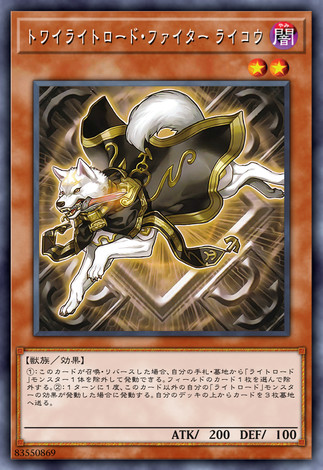 トワイライトロード・ファイター ライコウ
闇
やみ
【獣族／効果】
①:このカードが召喚・リバースした場合、自分の手札・墓地から「ライトロード」
モンスター１体を除外して発動できる。フィールドのカード１枚を選んで除
外する。②:１ターンに１度、このカード以外の自分の「ライトロード」モンスター
の効果が発動した場合に発動する。自分のデッキの上からカードを３枚墓地
へ送る。
ATK/ 200 DEF/ 100
83550869